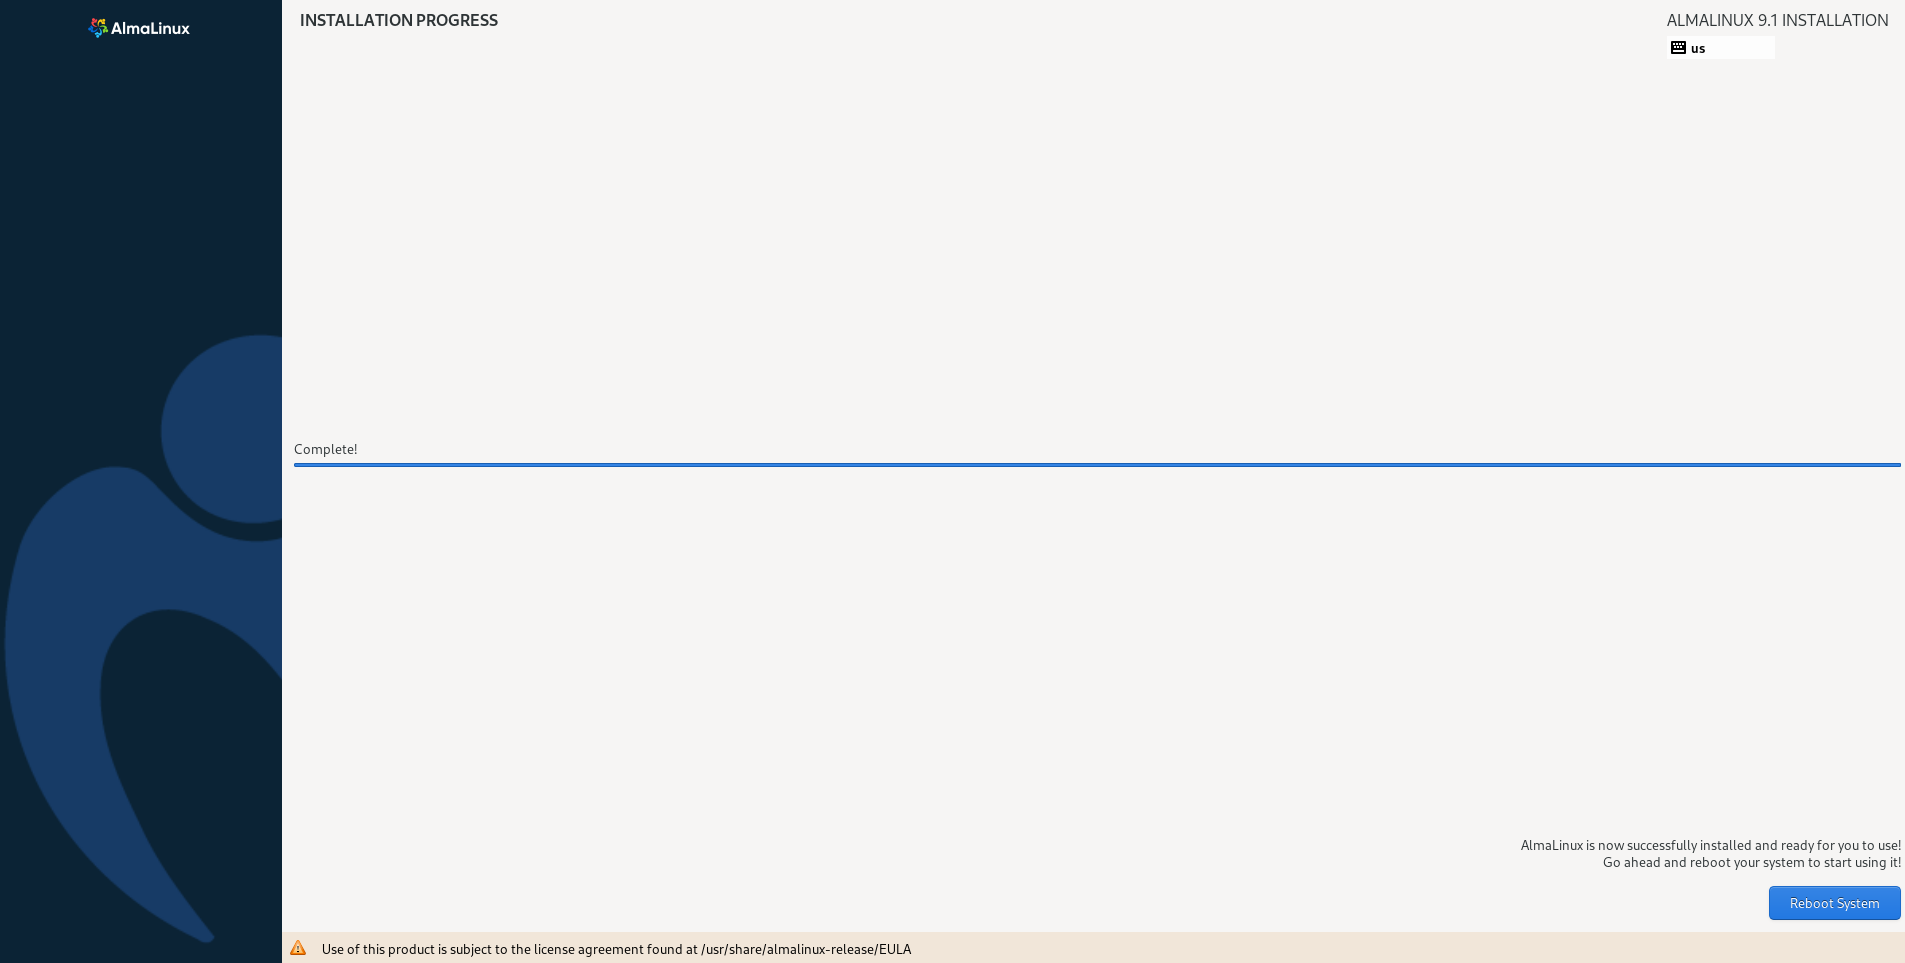 AlmaLinux
INSTALLATION PROGRESS
ALMALINUX 9.1 INSTALLATION
us
Complete!
AlmaLinux is now successfully installed and ready for you to use!
Go ahead and reboot your system to start using it!
Reboot System
Use of this product is subject to the license agreement found at /usr/share/almalinux-release/EULA